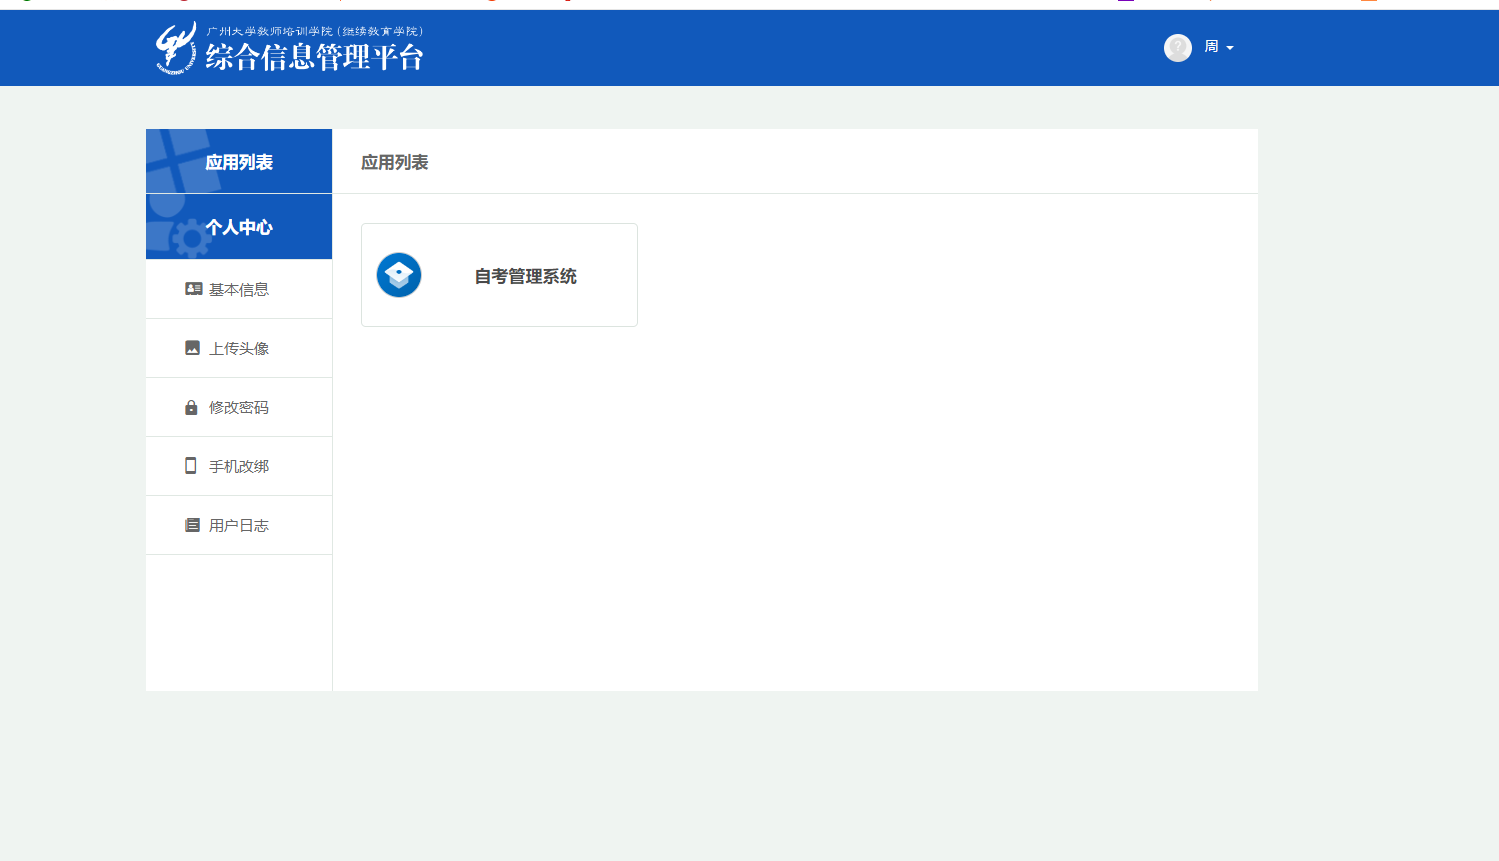 广州大学教师培训学院（继续教育学院）
综合信息管理平台
周
应用列表
个人中心
基本信息
上传头像
修改密码
手机改绑
用户日志
应用列表
自考管理系统